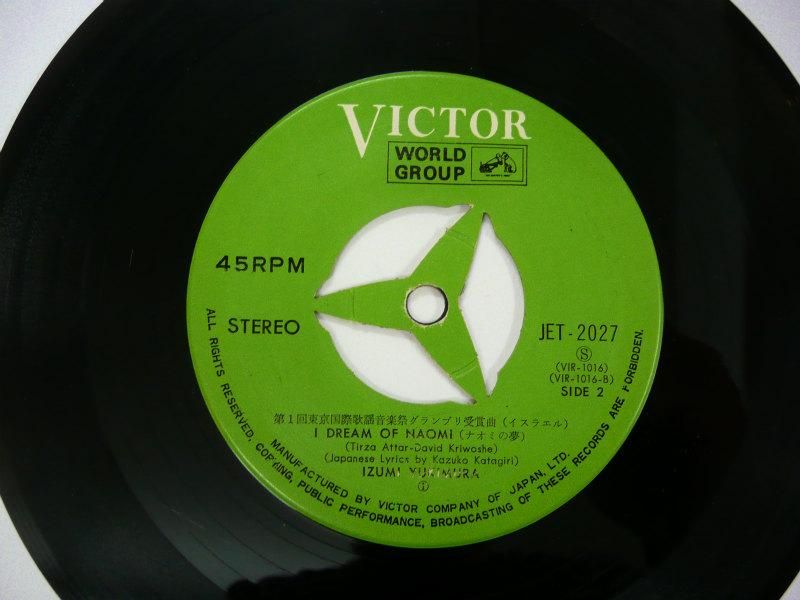 VICTOR
WORLD
GROUP
45RPM
STEREO
JET-2027
Ⓢ
(VIR-1016)
(VIR-1016-B)
SIDE 2
第1回東京国際歌謡音楽祭グランプリ受賞曲(イスラエル)
I DREAM OF NAOMI (ナオミの夢)
(Tirza Attar-David Kriwoshe)
(Japanese Lyrics by Kazuko Katagiri)
IZUMI YUKIMURA
MANUFACTURED BY VICTOR COMPANY OF JAPAN, LTD.
ALL RIGHTS RESERVED. COPYING, PUBLIC PERFORMANCE, BROADCASTING OF THESE RECORDS ARE FORBIDDEN.